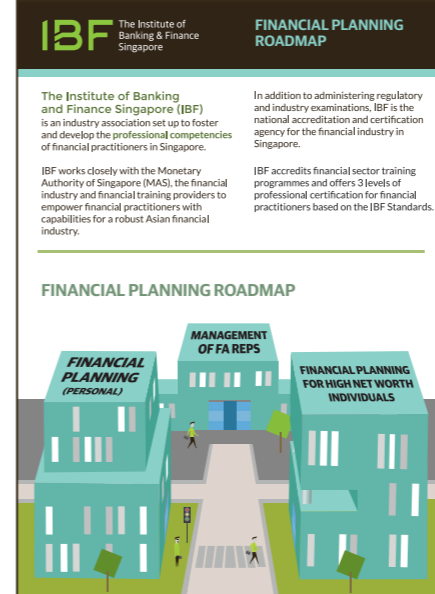 IBF
The Institute of
Banking & Finance
Singapore
FINANCIAL PLANNING
ROADMAP
The Institute of Banking
and Finance Singapore (IBF)
is an industry association set up to foster
and develop the professional competencies
of financial practitioners in Singapore.
IBF works closely with the Monetary
Authority of Singapore (MAS), the financial
industry and financial training providers to
empower financial practitioners with
capabilities for a robust Asian financial
industry.
In addition to administering regulatory
and industry examinations, IBF is the
national accreditation and certification
agency for the financial industry in
Singapore.
IBF accredits financial sector training
programmes and offers 3 levels of
professional certification for financial
practitioners based on the IBF Standards.
FINANCIAL PLANNING ROADMAP
FINANCIAL
PLANNING
(PERSONAL)
MANAGEMENT
OF FA REPS
FINANCIAL PLANNING
FOR HIGH NET WORTH
INDIVIDUALS